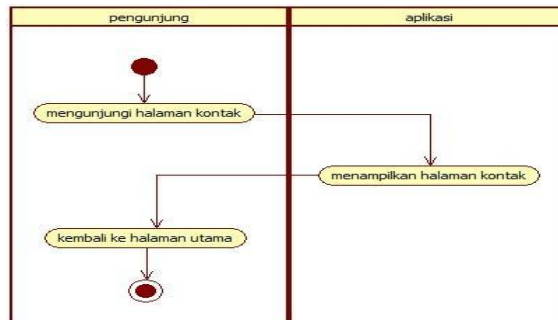 pengunjung
aplikasi
mengunjungi halaman kontak
menampilkan halaman kontak
kembali ke halaman utama